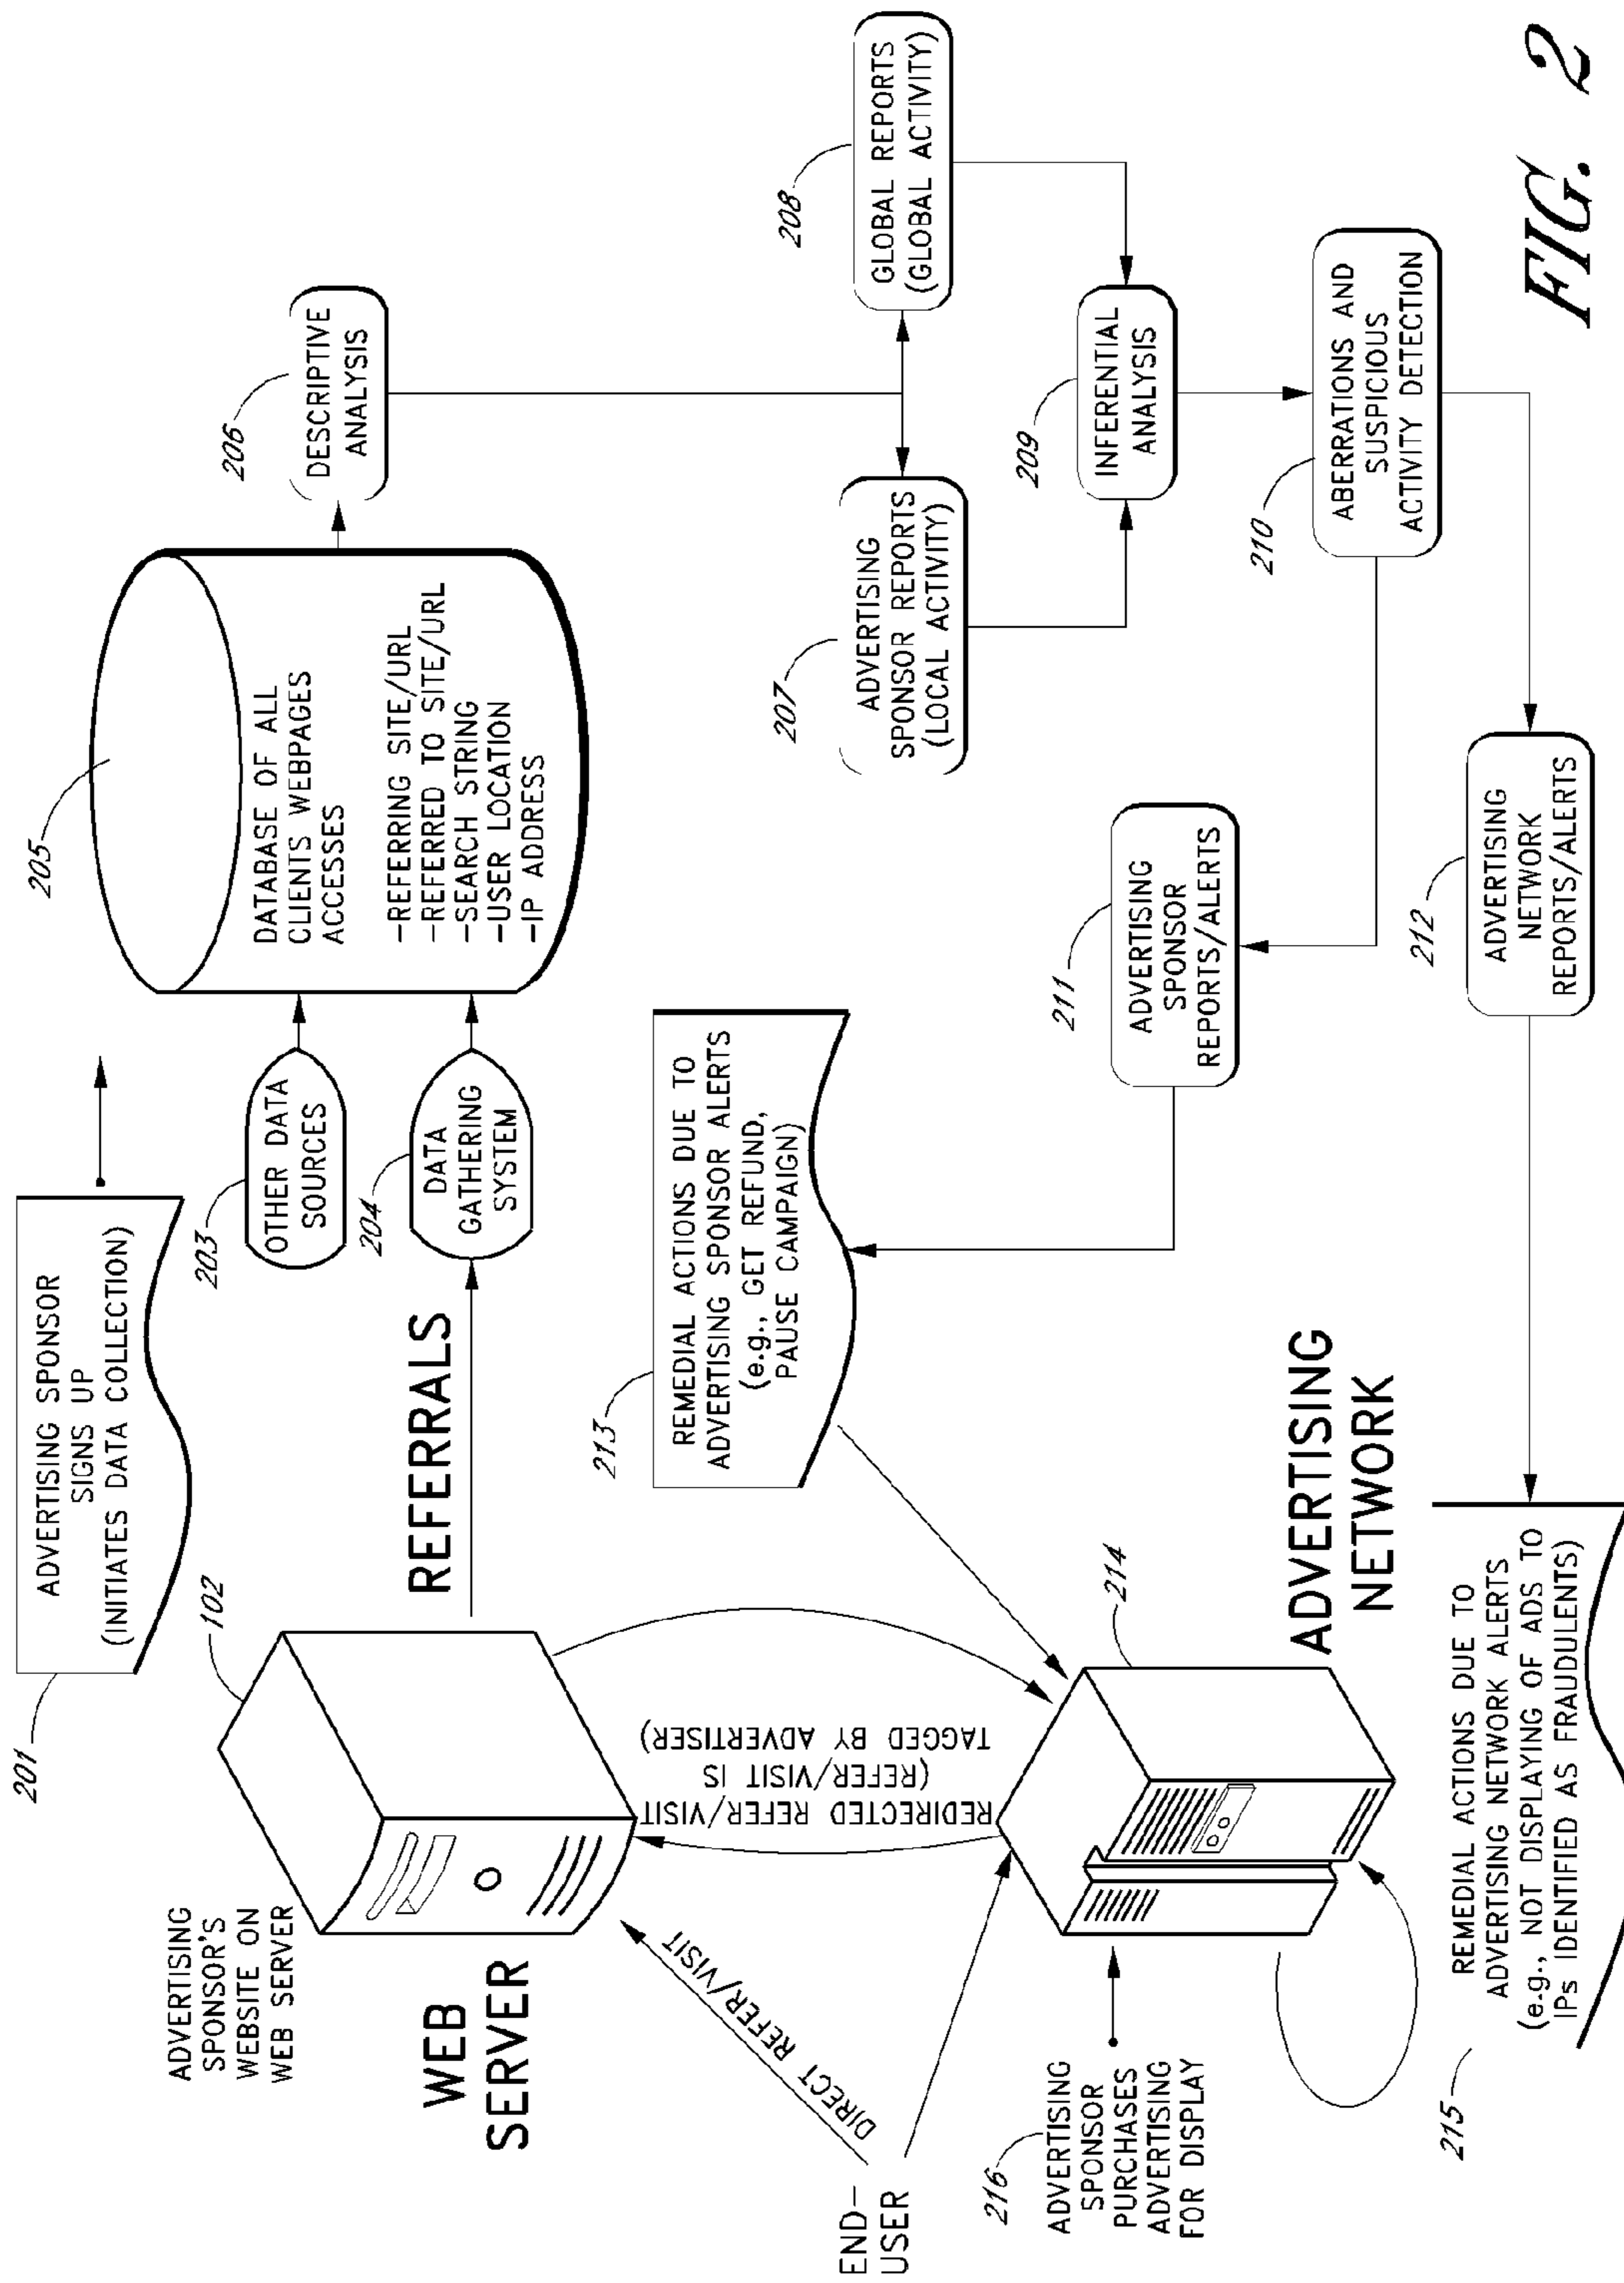 201
ADVERTISING SPONSOR
SIGNS UP
(INITIATES DATA COLLECTION)
ADVERTISING
SPONSOR'S
WEBSITE ON
WEB SERVER
102
WEB
SERVER
REFERRALS
203
OTHER DATA
SOURCES
204
DATA
GATHERING
SYSTEM
205
DATABASE OF ALL
CLIENTS WEBPAGES
ACCESSES
-REFERRING SITE/URL
-REFERRED TO SITE/URL
-SEARCH STRING
-USER LOCATION
-IP ADDRESS
206
DESCRIPTIVE
ANALYSIS
DIRECT REFER/VISIT
REDIRECTED REFER/VISIT
(REFER/VISIT IS
TAGGED BY ADVERTISER)
END-
USER
213
REMEDIAL ACTIONS DUE TO
ADVERTISING SPONSOR ALERTS
(e.g., GET REFUND,
PAUSE CAMPAIGN)
207
ADVERTISING
SPONSOR REPORTS
(LOCAL ACTIVITY)
208
GLOBAL REPORTS
(GLOBAL ACTIVITY)
209
INFERENTIAL
ANALYSIS
211
ADVERTISING
SPONSOR
REPORTS/ALERTS
210
ABERRATIONS AND
SUSPICIOUS
ACTIVITY DETECTION
216
ADVERTISING
SPONSOR
PURCHASES
ADVERTISING
FOR DISPLAY
214
ADVERTISING
NETWORK
212
ADVERTISING
NETWORK
REPORTS/ALERTS
215
REMEDIAL ACTIONS DUE TO
ADVERTISING NETWORK ALERTS
(e.g., NOT DISPLAYING OF ADS TO
IPs IDENTIFIED AS FRAUDULENTS)
FIG. 2